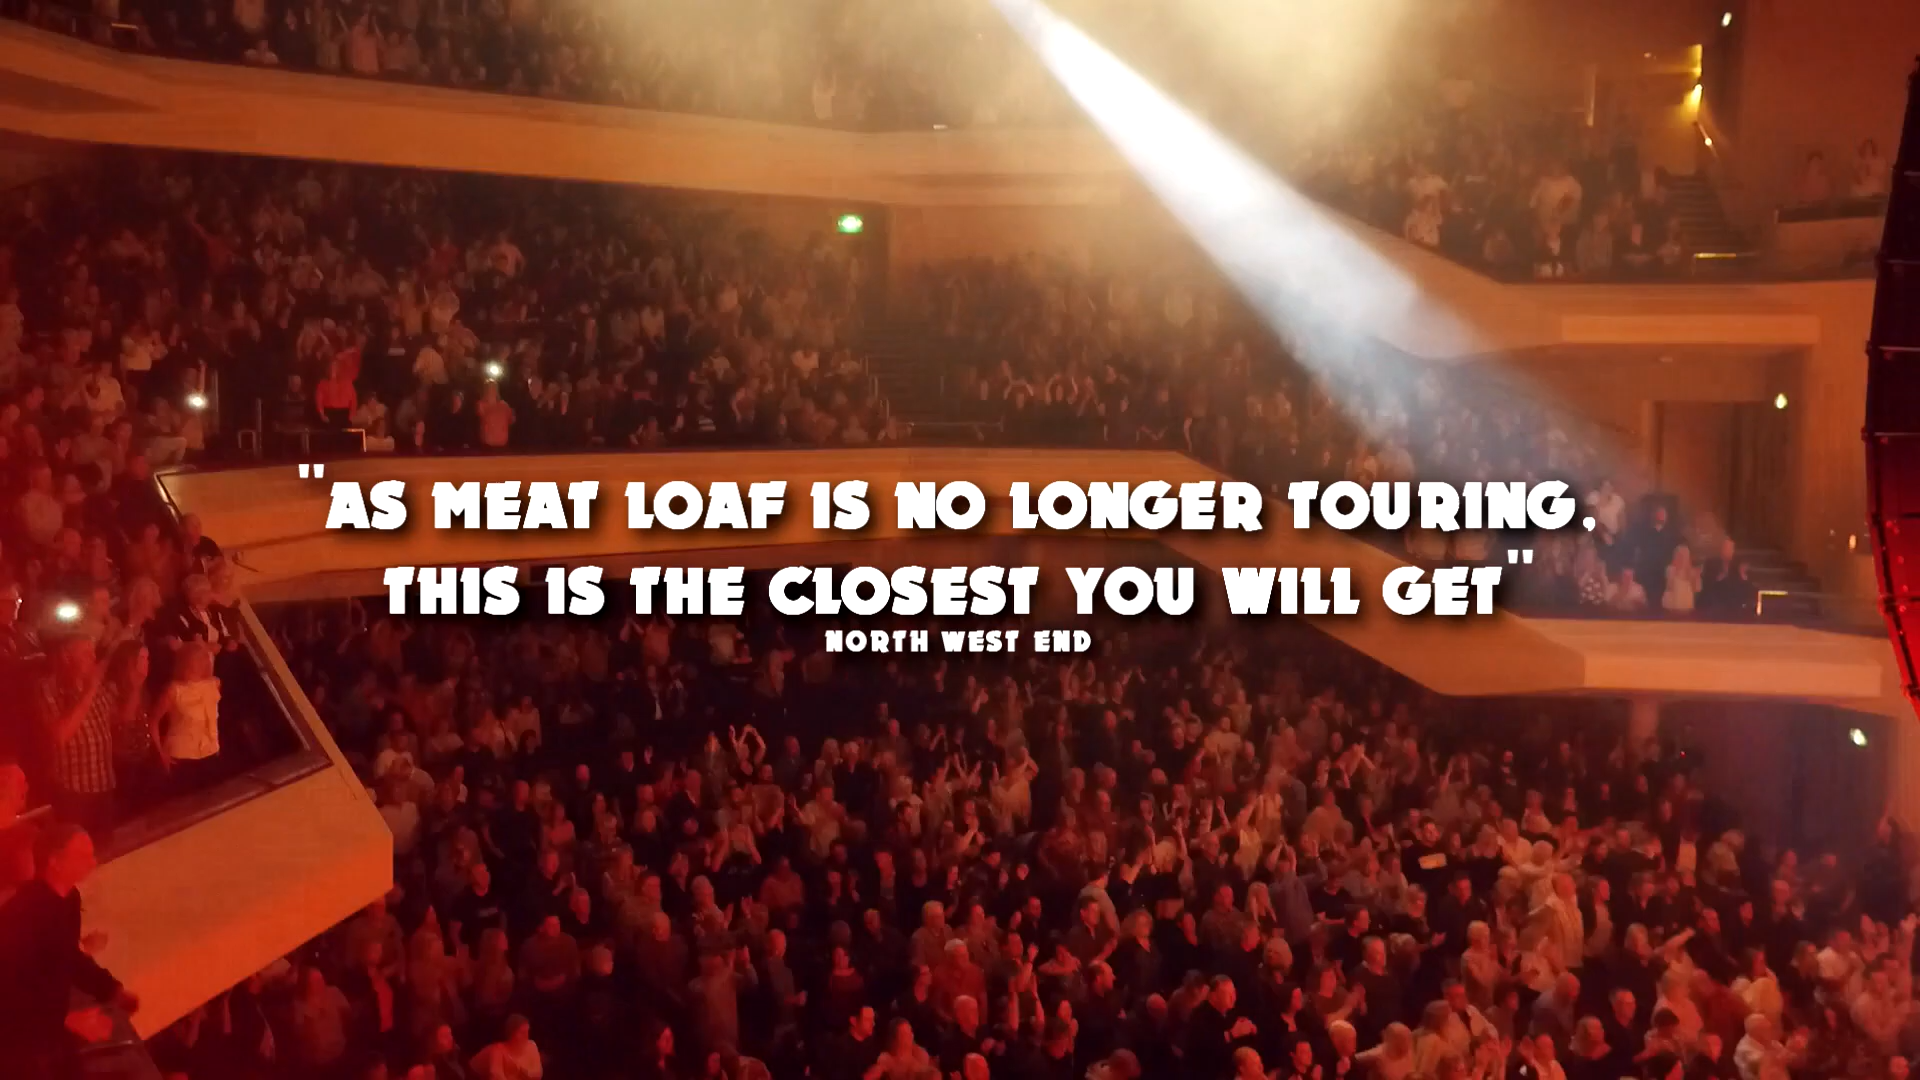 "AS MEAT LOAF IS NO LONGER TOURING,
THIS IS THE CLOSEST YOU WILL GET"
NORTH WEST END